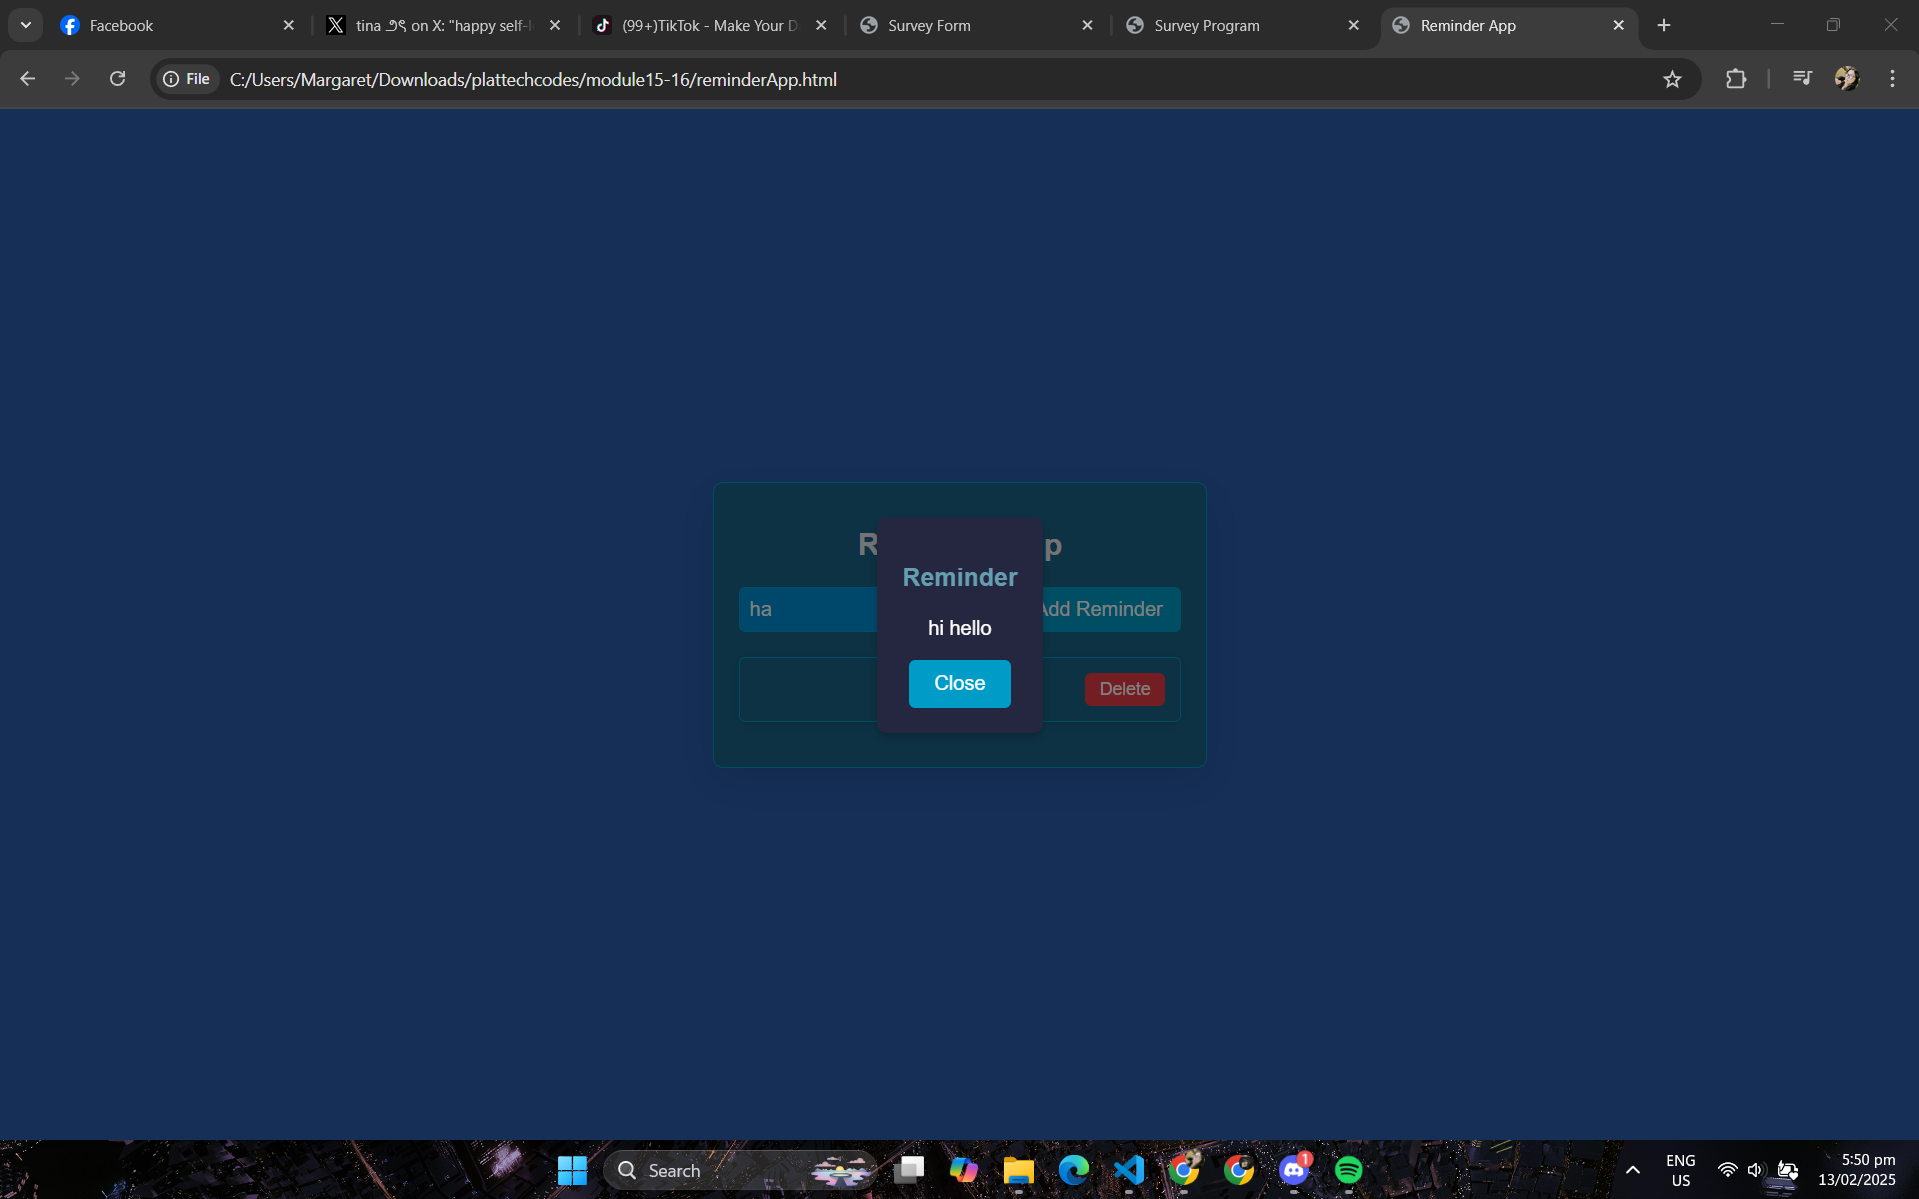 Facebook
tina ౨ৎ on X: "happy self-l
(99+)TikTok - Make Your D
Survey Form
Survey Program
Reminder App
File
C:/Users/Margaret/Downloads/plattechcodes/module15-16/reminderApp.html
R
p
Reminder
ha
Add Reminder
hi hello
Close
Delete
Search
1
ENG
US
5:50 pm
13/02/2025